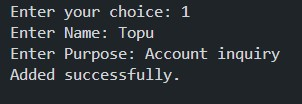 Enter your choice: 1
Enter Name: Topu
Enter Purpose: Account inquiry
Added successfully.